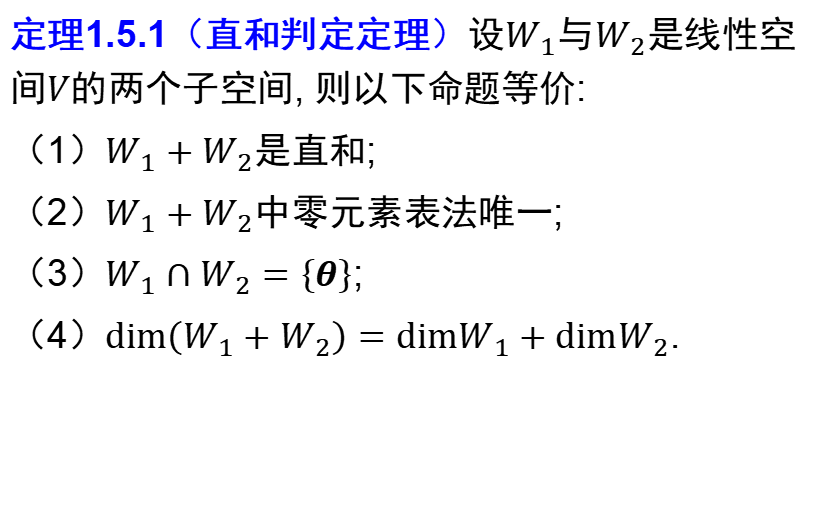 定理1.5.1（直和判定定理）设𝑊₁与𝑊₂是线性空
间𝑉的两个子空间, 则以下命题等价:
（1）𝑊₁ + 𝑊₂是直和;
（2）𝑊₁ + 𝑊₂中零元素表法唯一;
（3）𝑊₁ ∩ 𝑊₂ = {𝜽};
（4）dim(𝑊₁ + 𝑊₂) = dim𝑊₁ + dim𝑊₂.